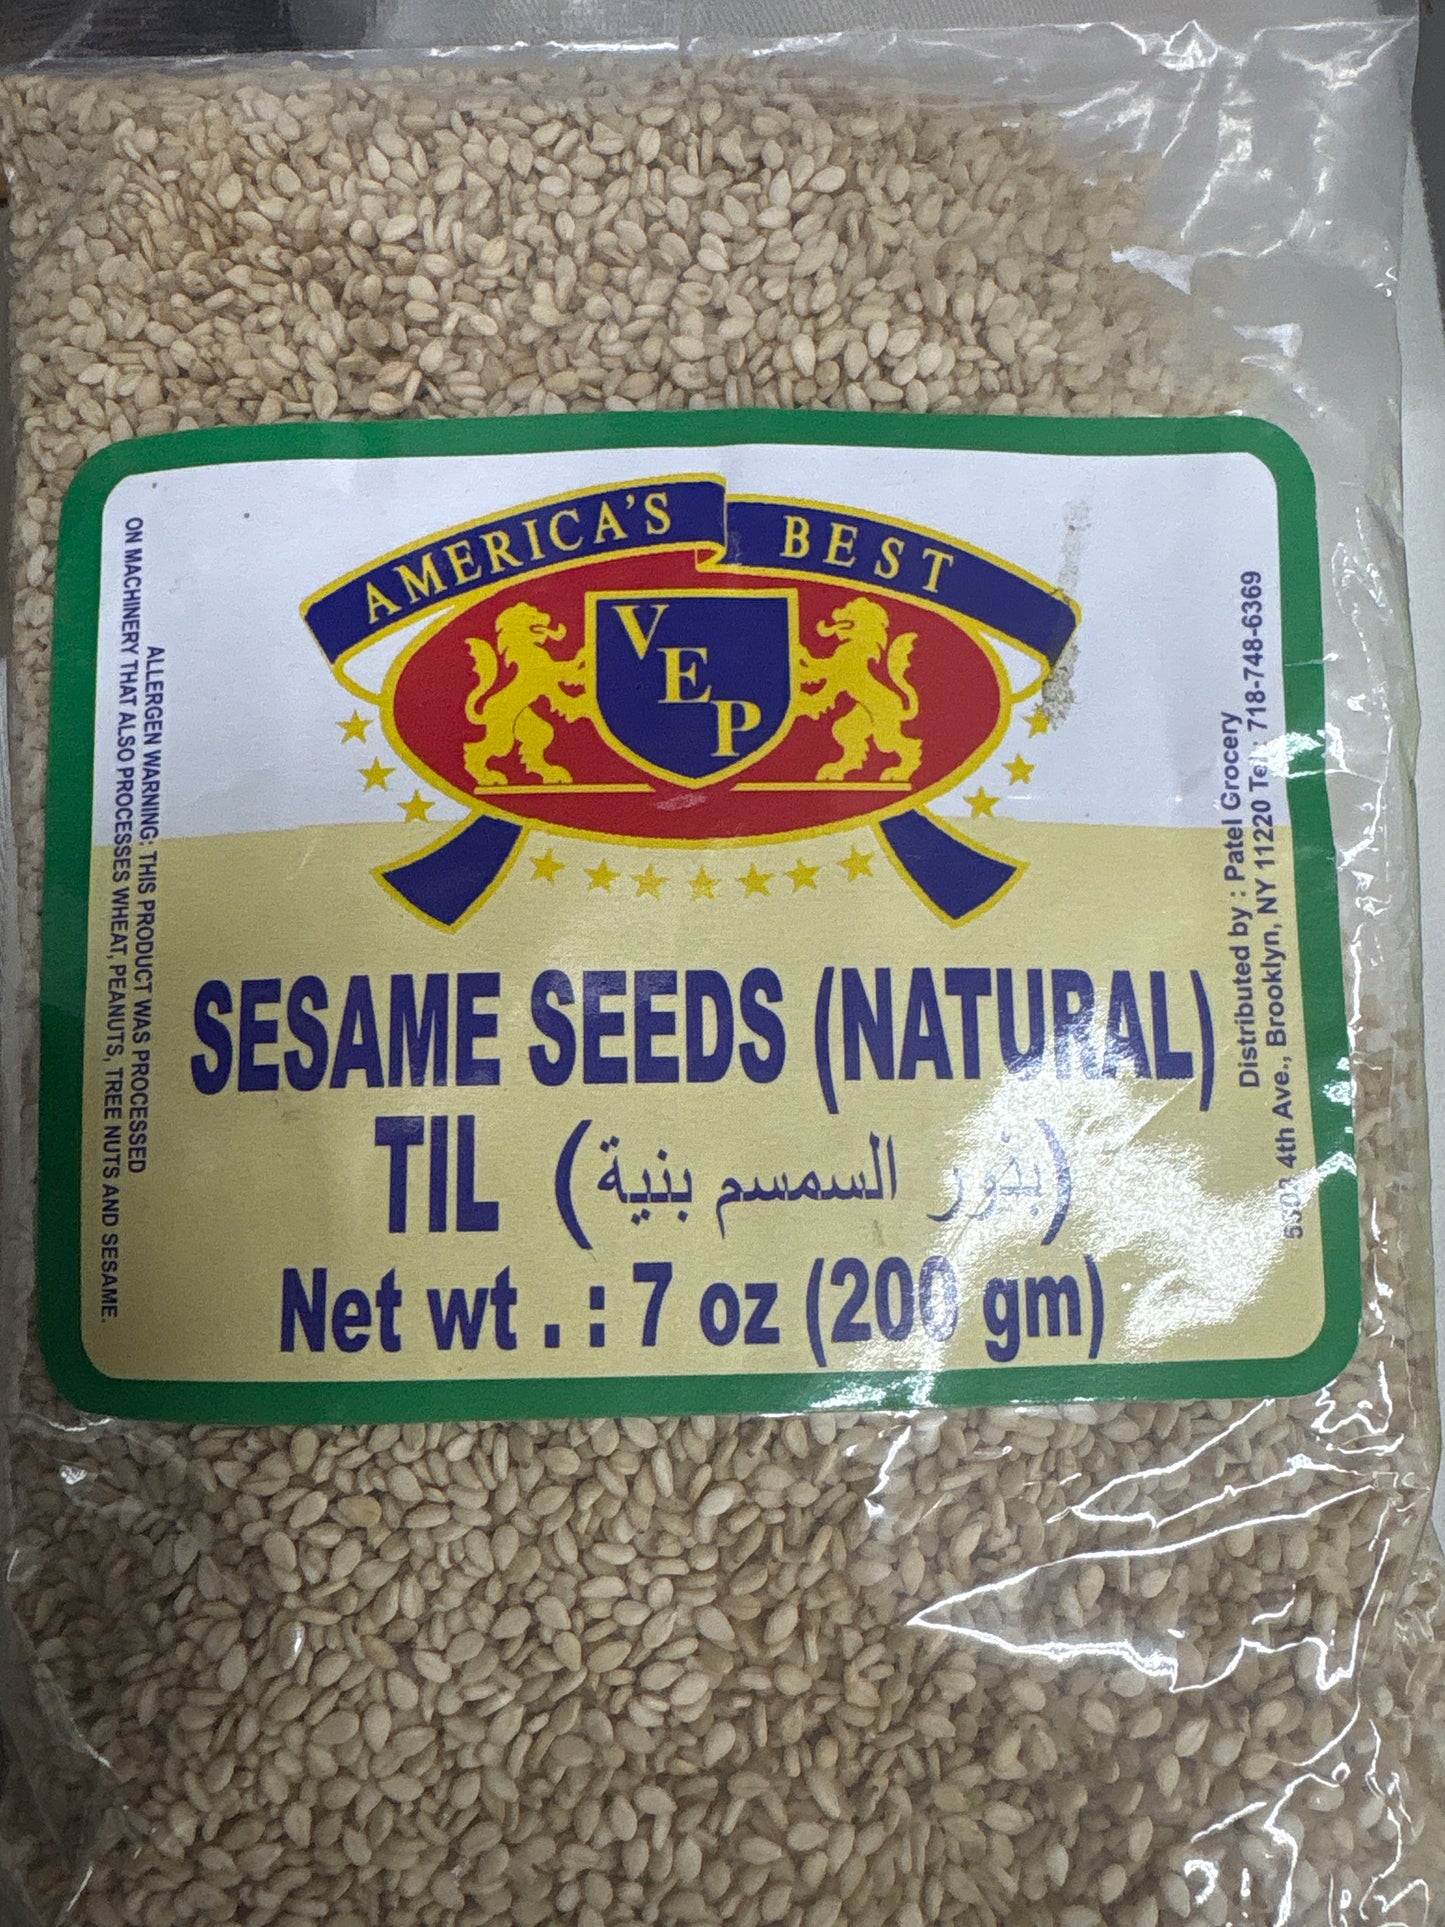 AMERICA'S BEST
V
E
P
SESAME SEEDS (NATURAL)
TIL (بذور السمسم بنية)
Net wt . : 7 oz (200 gm)
ALLERGEN WARNING: THIS PRODUCT WAS PROCESSED
ON MACHINERY THAT ALSO PROCESSES WHEAT, PEANUTS, TREE NUTS AND SESAME.
Distributed by : Patel Grocery
4th Ave., Brooklyn, NY 11220 Tel : 718-748-6369